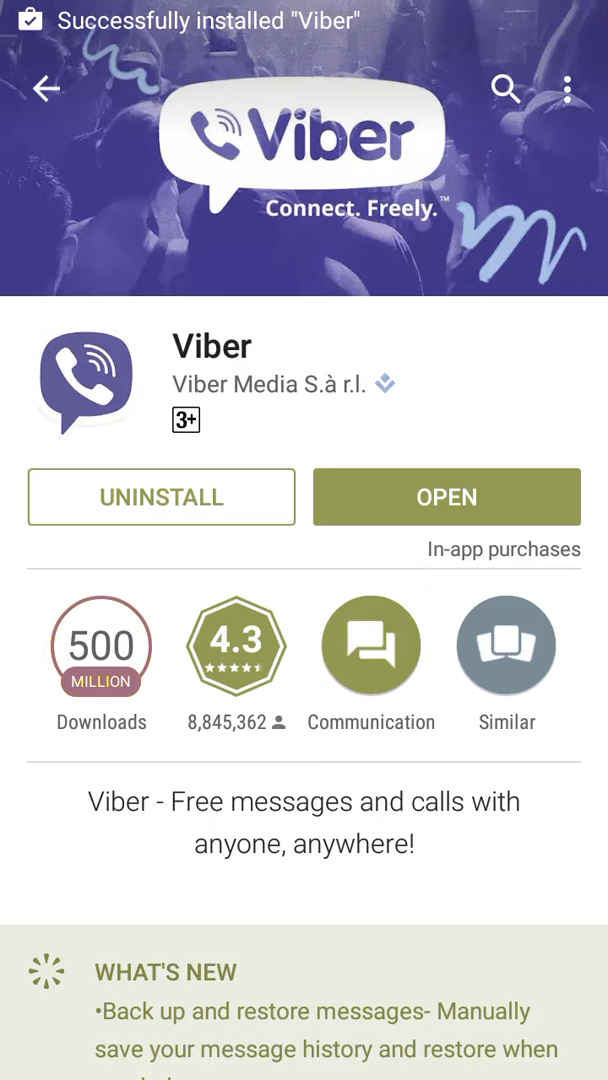 Successfully installed "Viber"
Viber
Connect. Freely.™
Viber
Viber Media S.à r.l.
3+
UNINSTALL
OPEN
In-app purchases
500
MILLION
4.3
Downloads
8,845,362
Communication
Similar
Viber - Free messages and calls with
anyone, anywhere!
WHAT'S NEW
•Back up and restore messages- Manually
save your message history and restore when